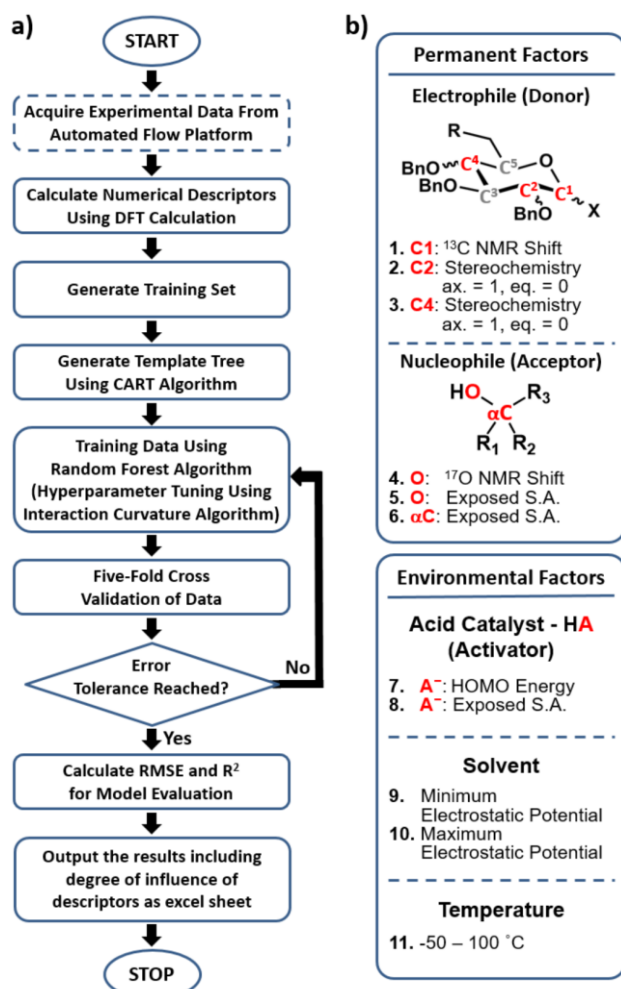 a)
START
Acquire Experimental Data From
Automated Flow Platform
Calculate Numerical Descriptors
Using DFT Calculation
Generate Training Set
Generate Template Tree
Using CART Algorithm
Training Data Using
Random Forest Algorithm
(Hyperparameter Tuning Using
Interaction Curvature Algorithm)
Five-Fold Cross
Validation of Data
Error
Tolerance Reached?
No
Yes
Calculate RMSE and R²
for Model Evaluation
Output the results including
degree of influence of
descriptors as excel sheet
STOP
b)
Permanent Factors
Electrophile (Donor)
R
BnO C4 C5 O
BnO C3 C2 C1
BnO X
1. C1: ¹³C NMR Shift
2. C2: Stereochemistry
ax. = 1, eq. = 0
3. C4: Stereochemistry
ax. = 1, eq. = 0
Nucleophile (Acceptor)
HO R₃
αC
R₁ R₂
4. O: ¹⁷O NMR Shift
5. O: Exposed S.A.
6. αC: Exposed S.A.
Environmental Factors
Acid Catalyst - HA
(Activator)
7. A⁻: HOMO Energy
8. A⁻: Exposed S.A.
Solvent
9. Minimum
Electrostatic Potential
10. Maximum
Electrostatic Potential
Temperature
11. -50 – 100 ˚C